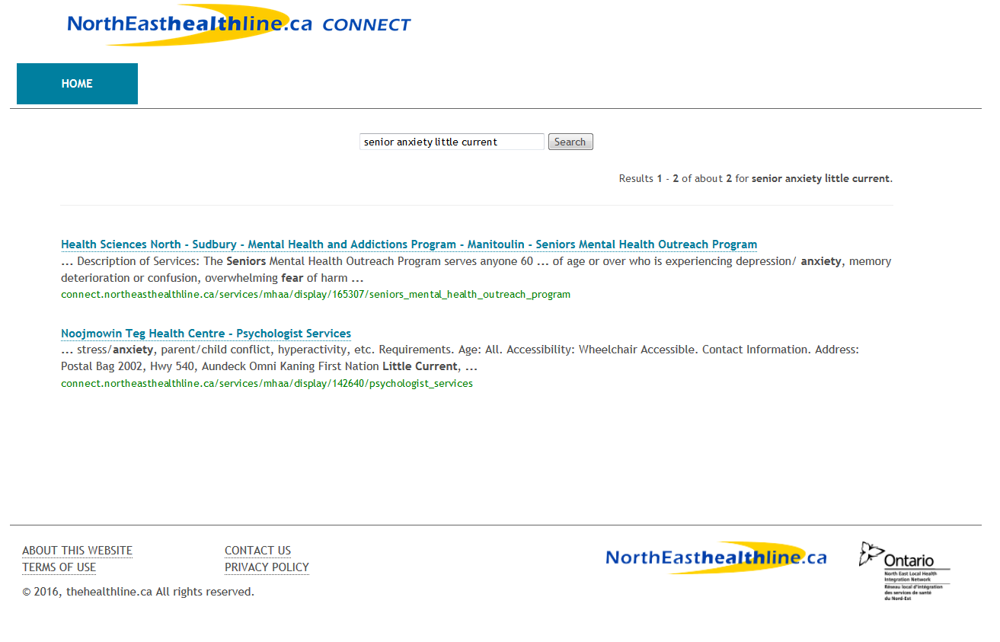 NorthEasthealthline.ca CONNECT
HOME
senior anxiety little current
Search
Results 1 - 2 of about 2 for senior anxiety little current.
Health Sciences North - Sudbury - Mental Health and Addictions Program - Manitoulin - Seniors Mental Health Outreach Program
... Description of Services: The Seniors Mental Health Outreach Program serves anyone 60 ... of age or over who is experiencing depression/ anxiety, memory
deterioration or confusion, overwhelming fear of harm ...
connect.northeasthealthline.ca/services/mhaa/display/165307/seniors_mental_health_outreach_program
Noojmowin Teg Health Centre - Psychologist Services
... stress/anxiety, parent/child conflict, hyperactivity, etc. Requirements. Age: All. Accessibility: Wheelchair Accessible. Contact Information. Address:
Postal Bag 2002, Hwy 540, Aundeck Omni Kaning First Nation Little Current, ...
connect.northeasthealthline.ca/services/mhaa/display/142640/psychologist_services
ABOUT THIS WEBSITE
TERMS OF USE
CONTACT US
PRIVACY POLICY
© 2016, thehealthline.ca All rights reserved.
NorthEasthealthline.ca
Ontario
North East Local Health
Integration Network
Réseau local d'intégration
des services de santé
du Nord-Est